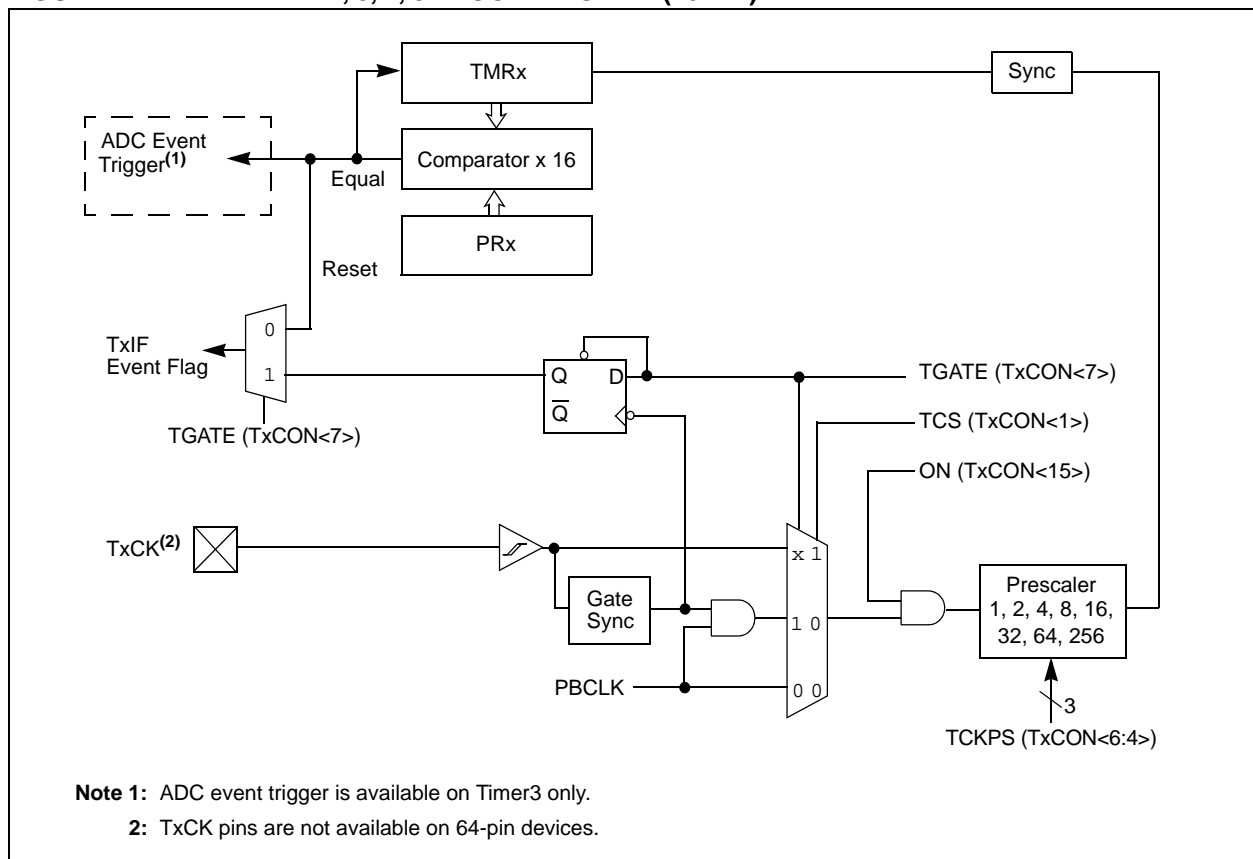 TMRx
Sync
ADC Event
Trigger(1)
Equal
Comparator x 16
PRx
Reset
0
1
TxIF
Event Flag
TGATE (TxCON<7>)
Q
D
Q
TGATE (TxCON<7>)
TCS (TxCON<1>)
ON (TxCON<15>)
TxCK(2)
x 1
Gate
Sync
1 0
PBCLK
0 0
Prescaler
1, 2, 4, 8, 16,
32, 64, 256
3
TCKPS (TxCON<6:4>)
Note 1: ADC event trigger is available on Timer3 only.
2: TxCK pins are not available on 64-pin devices.